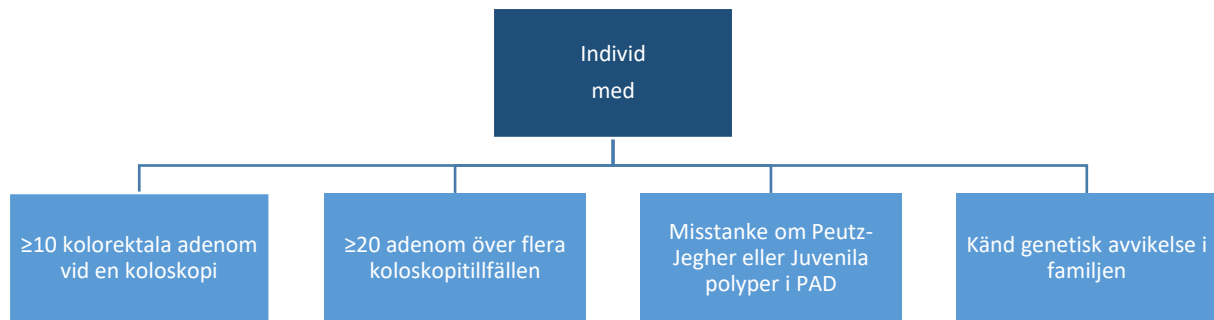 Individ
med
≥10 kolorektala adenom
vid en koloskopi
≥20 adenom över flera
koloskopitillfällen
Misstanke om Peutz-
Jegher eller Juvenila
polyper i PAD
Känd genetisk avvikelse i
familjen